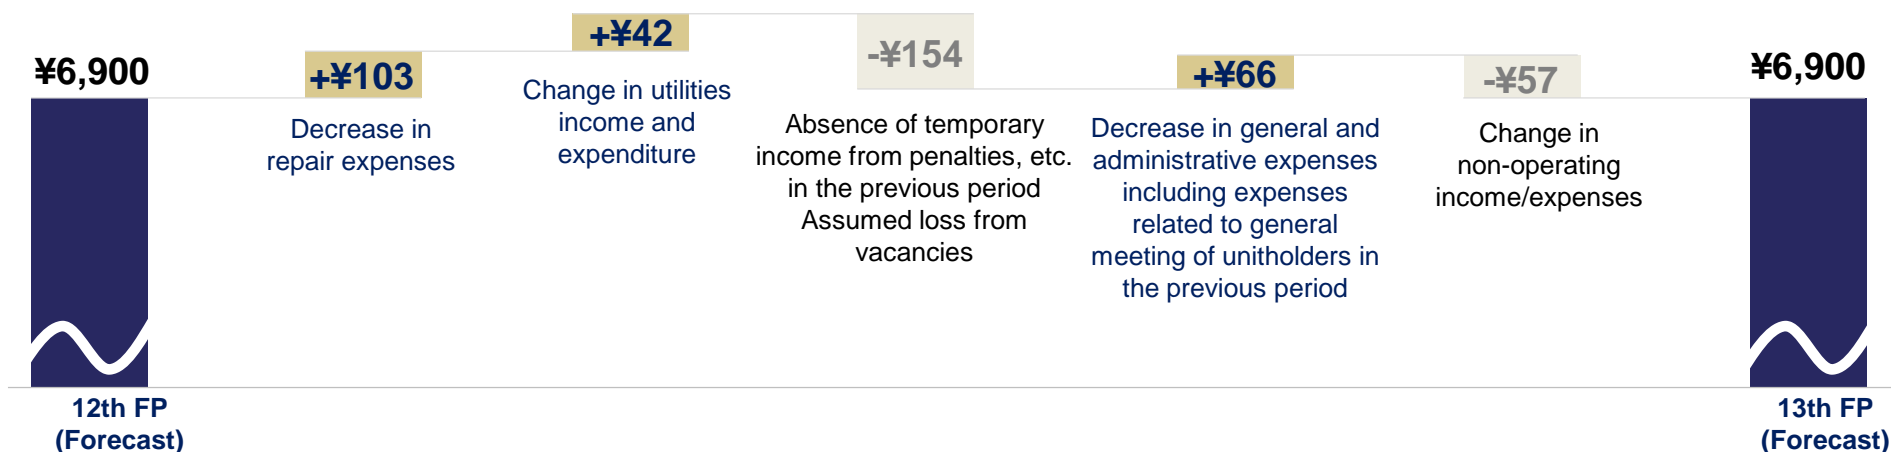 ¥6,900
+¥103
Decrease in
repair expenses
+¥42
Change in utilities
income and
expenditure
-¥154
Absence of temporary
income from penalties, etc.
in the previous period
Assumed loss from
vacancies
+¥66
Decrease in general and
administrative expenses
including expenses
related to general
meeting of unitholders in
the previous period
-¥57
Change in
non-operating
income/expenses
¥6,900
12th FP
(Forecast)
13th FP
(Forecast)